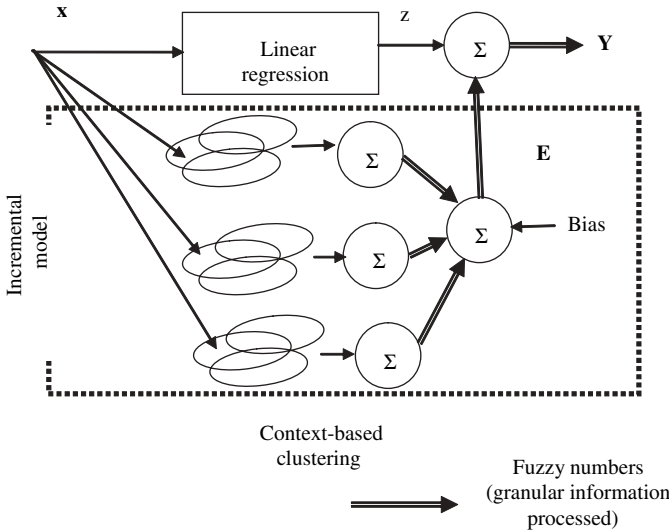 x
z
Linear
regression
Σ
Y
Σ
E
Incremental
model
Σ
Bias
Σ
Σ
Context-based
clustering
Fuzzy numbers
(granular information
processed)